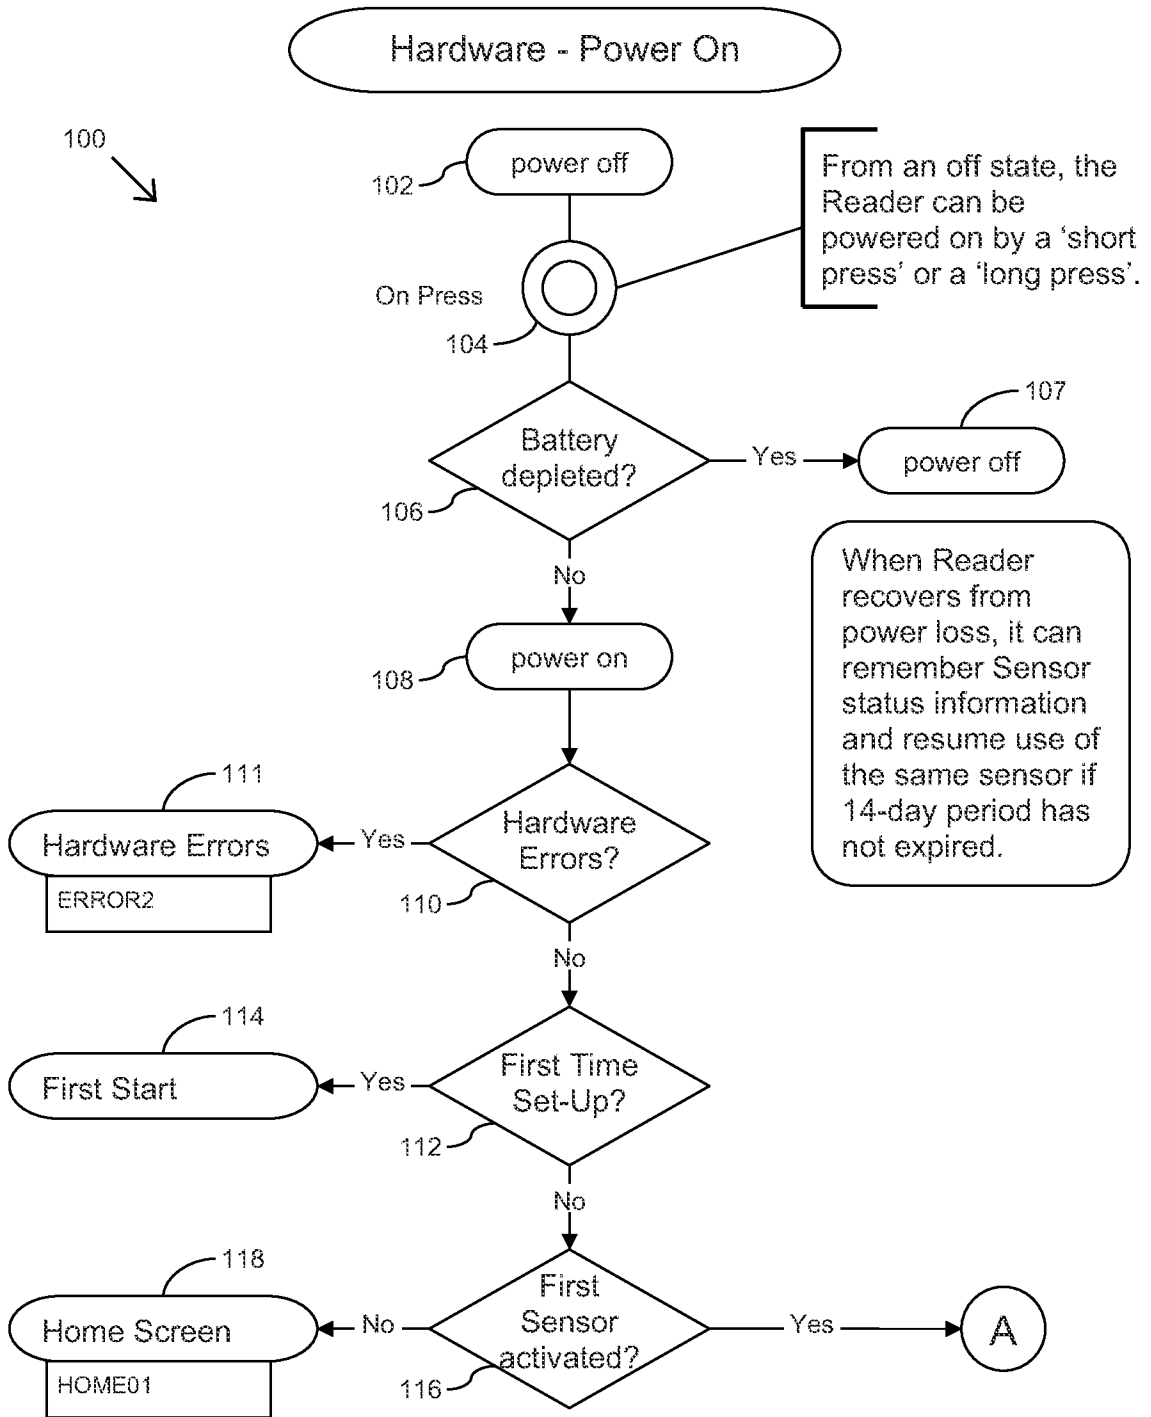 Hardware - Power On
100
power off
102
From an off state, the
Reader can be
powered on by a ‘short
press’ or a ‘long press’.
On Press
104
107
Battery
depleted?
Yes
power off
106
No
When Reader
recovers from
power loss, it can
remember Sensor
status information
and resume use of
the same sensor if
14-day period has
not expired.
power on
108
111
Hardware Errors
Yes
Hardware
Errors?
ERROR2
110
No
114
First Start
Yes
First Time
Set-Up?
112
No
118
Home Screen
No
First
Sensor
activated?
Yes
A
HOME01
116